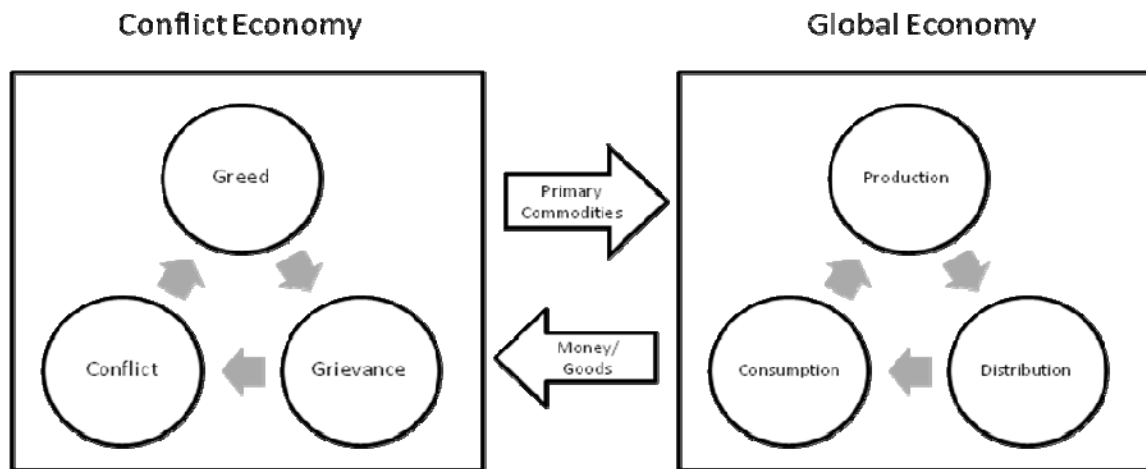 Conflict Economy
Global Economy
Greed
Conflict
Grievance
Primary
Commodities
Money/
Goods
Production
Consumption
Distribution